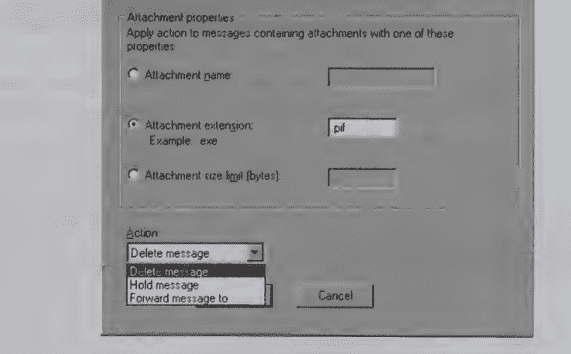 Attachment properties
Apply action to messages containing attachments with one of these
properties
Attachment name:
Attachment extension:
.pif
Example: exe
Attachment size limit (bytes):
Action
Delete message
Delete message
Hold message
Forward message to
Cancel